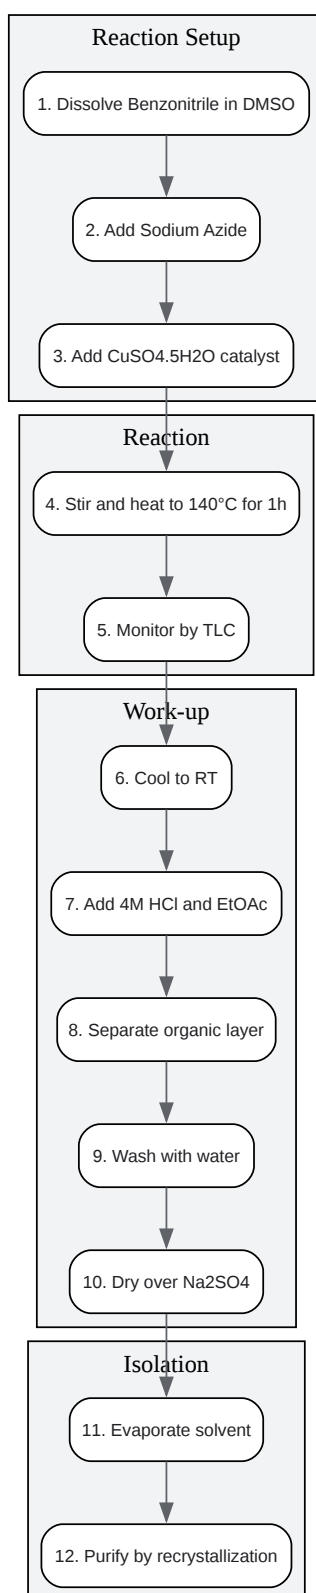 Reaction Setup
1. Dissolve Benzonitrile in DMSO
2. Add Sodium Azide
3. Add CuSO4.5H2O catalyst
Reaction
4. Stir and heat to 140°C for 1h
5. Monitor by TLC
Work-up
6. Cool to RT
7. Add 4M HCl and EtOAc
8. Separate organic layer
9. Wash with water
10. Dry over Na2SO4
Isolation
11. Evaporate solvent
12. Purify by recrystallization